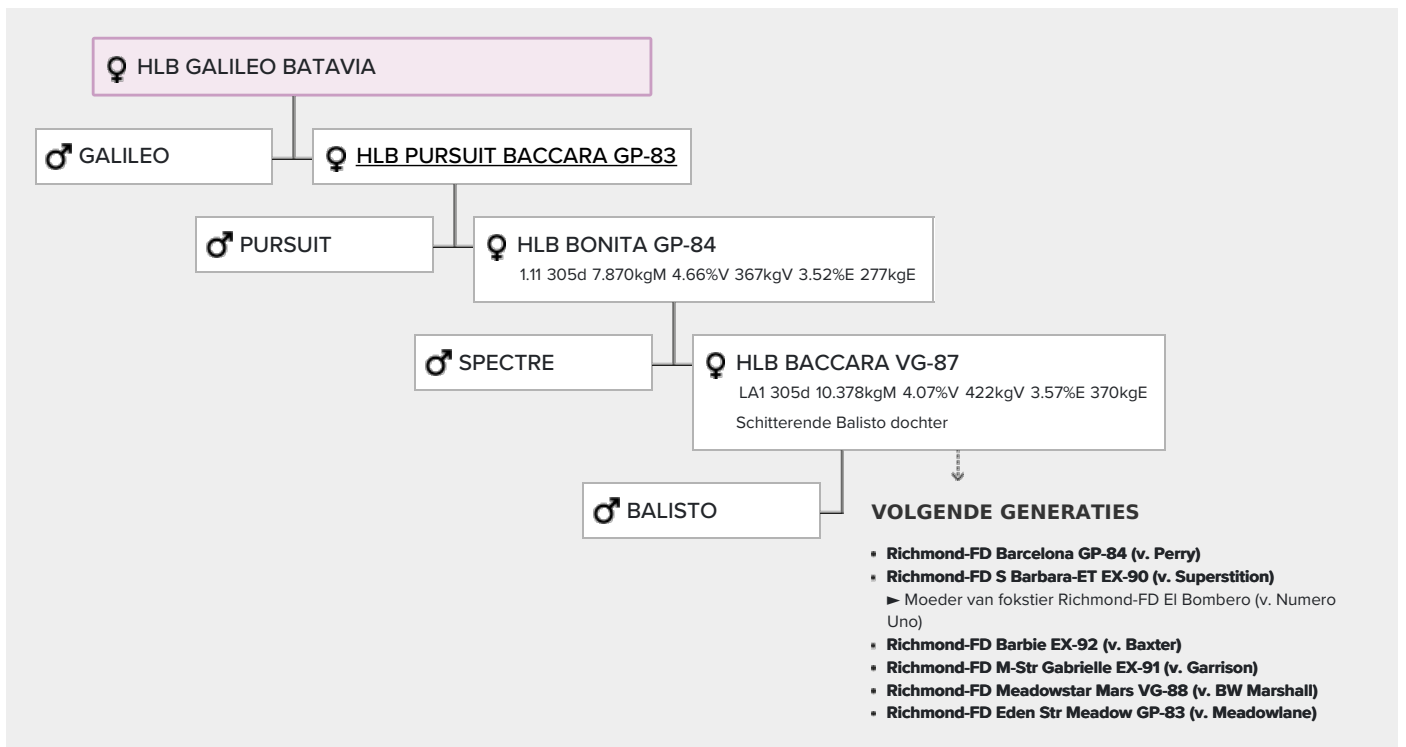 HLB GALILEO BATAVIA
GALILEO
HLB PURSUIT BACCARA GP-83
PURSUIT
HLB BONITA GP-84
1.11 305d 7.870kgM 4.66%V 367kgV 3.52%E 277kgE
SPECTRE
HLB BACCARA VG-87
LA1 305d 10.378kgM 4.07%V 422kgV 3.57%E 370kgE
Schitterende Balisto dochter
BALISTO
VOLGENDE GENERATIES
Richmond-FD Barcelona GP-84 (v. Perry)
Richmond-FD S Barbara-ET EX-90 (v. Superstition)
► Moeder van fokstier Richmond-FD El Bombero (v. Numero
Uno)
Richmond-FD Barbie EX-92 (v. Baxter)
Richmond-FD M-Str Gabrielle EX-91 (v. Garrison)
Richmond-FD Meadowstar Mars VG-88 (v. BW Marshall)
Richmond-FD Eden Str Meadow GP-83 (v. Meadowlane)